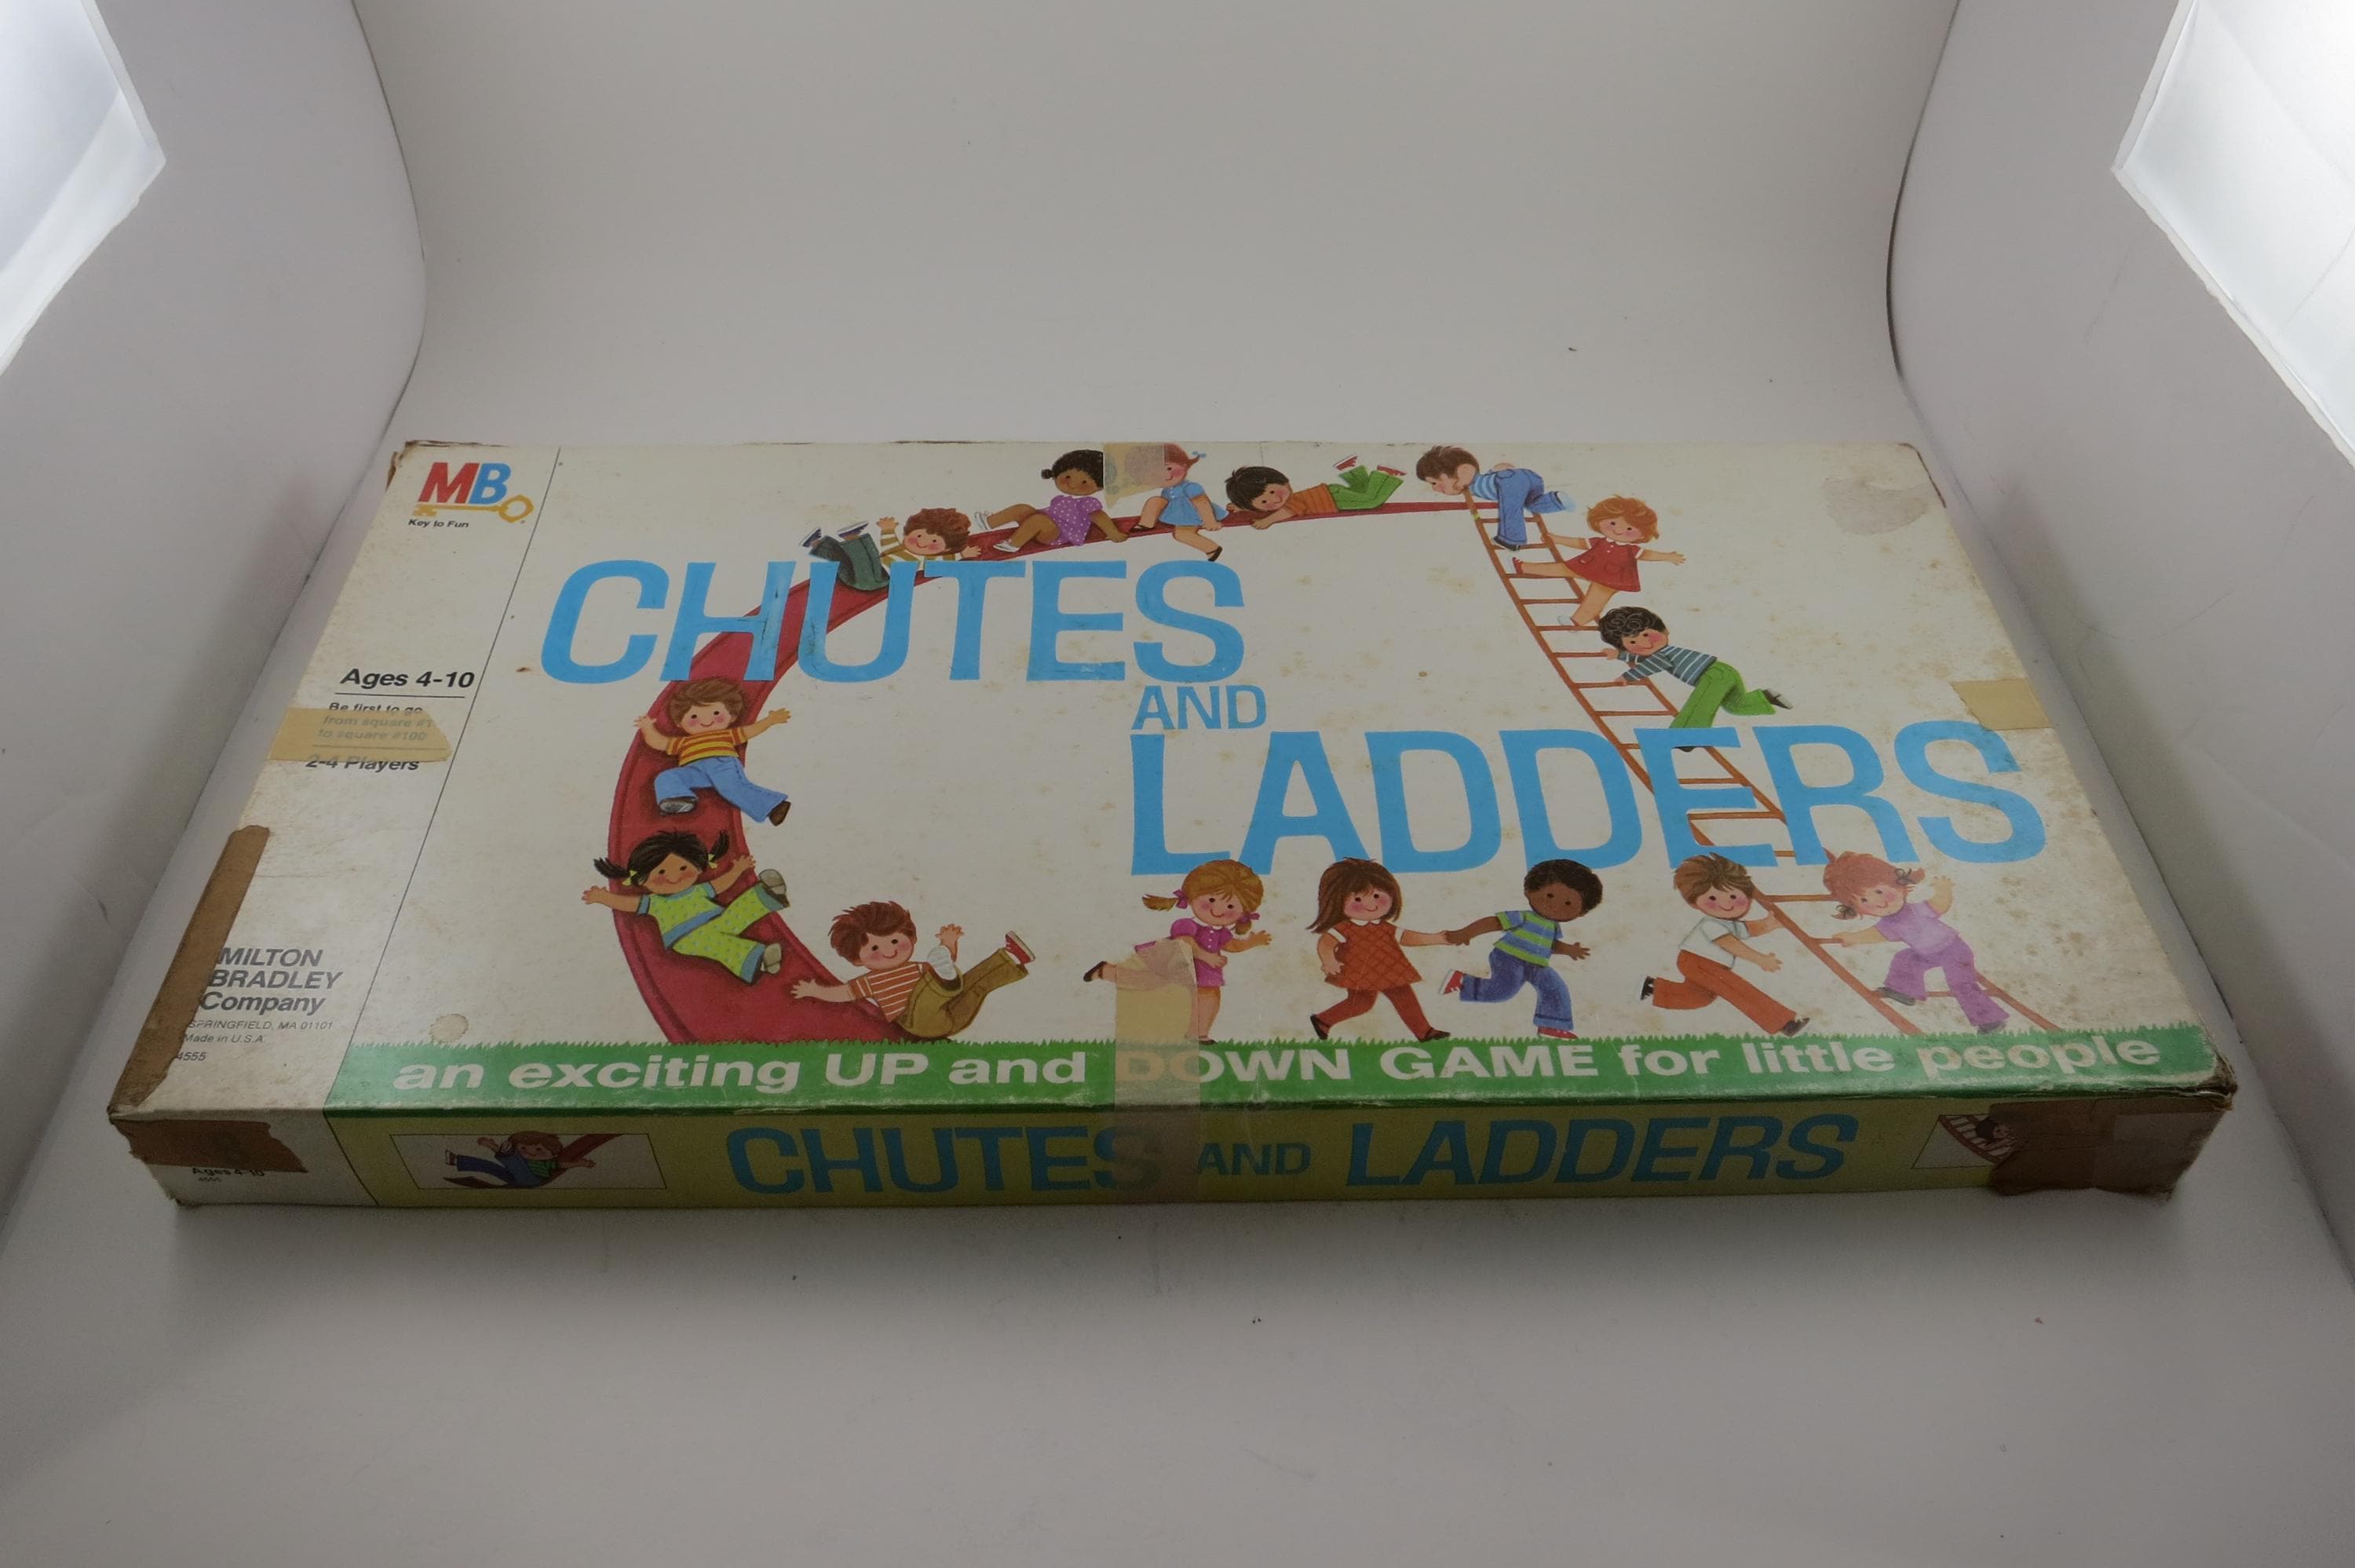 MB
Key to Fun
Ages 4-10
Be first to go
from square #1
to square #100
2-4 Players
MILTON
BRADLEY
Company
SPRINGFIELD, MA 01101
Made in U.S.A
4555
CHUTES
AND
LADDERS
an exciting UP and DOWN GAME for little people
Ages 4-10
4555
CHUTES AND LADDERS